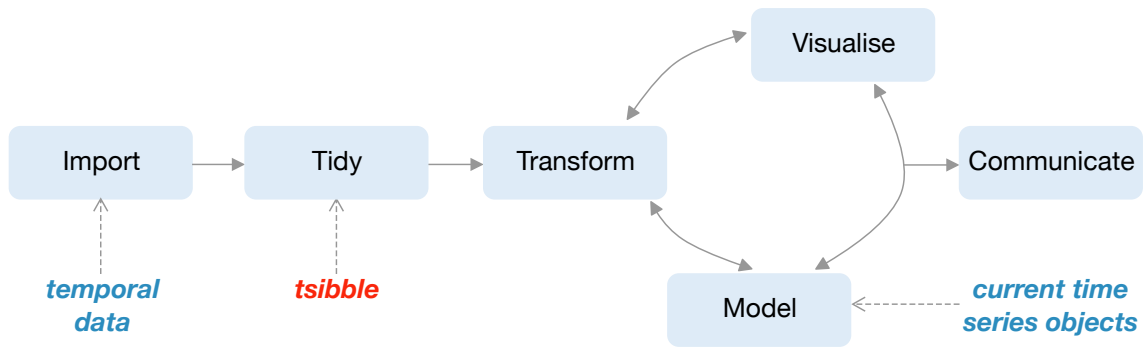 Visualise
Import
Tidy
Transform
Communicate
temporal
data
tsibble
Model
current time
series objects